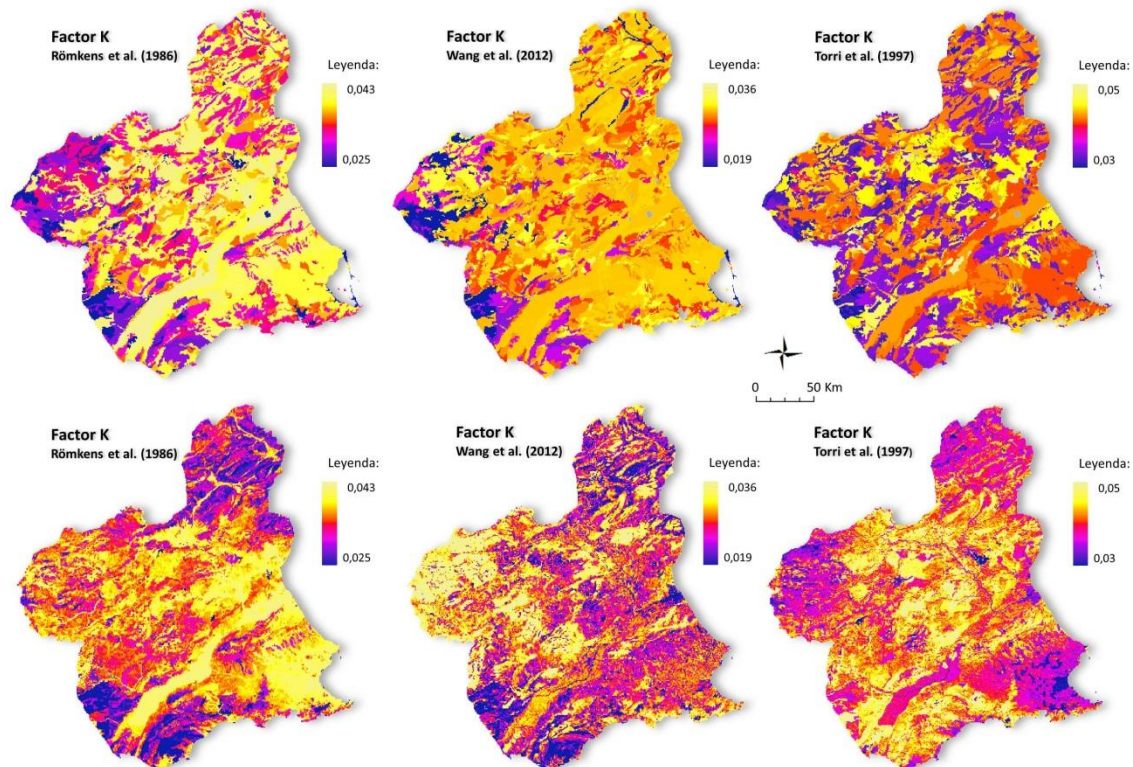 Factor K
Römkens et al. (1986)
Leyenda:
0,043
0,025
Factor K
Wang et al. (2012)
Leyenda:
0,036
0,019
Factor K
Torri et al. (1997)
Leyenda:
0,05
0,03
0
50 Km
Factor K
Römkens et al. (1986)
Leyenda:
0,043
0,025
Factor K
Wang et al. (2012)
Leyenda:
0,036
0,019
Factor K
Torri et al. (1997)
Leyenda:
0,05
0,03